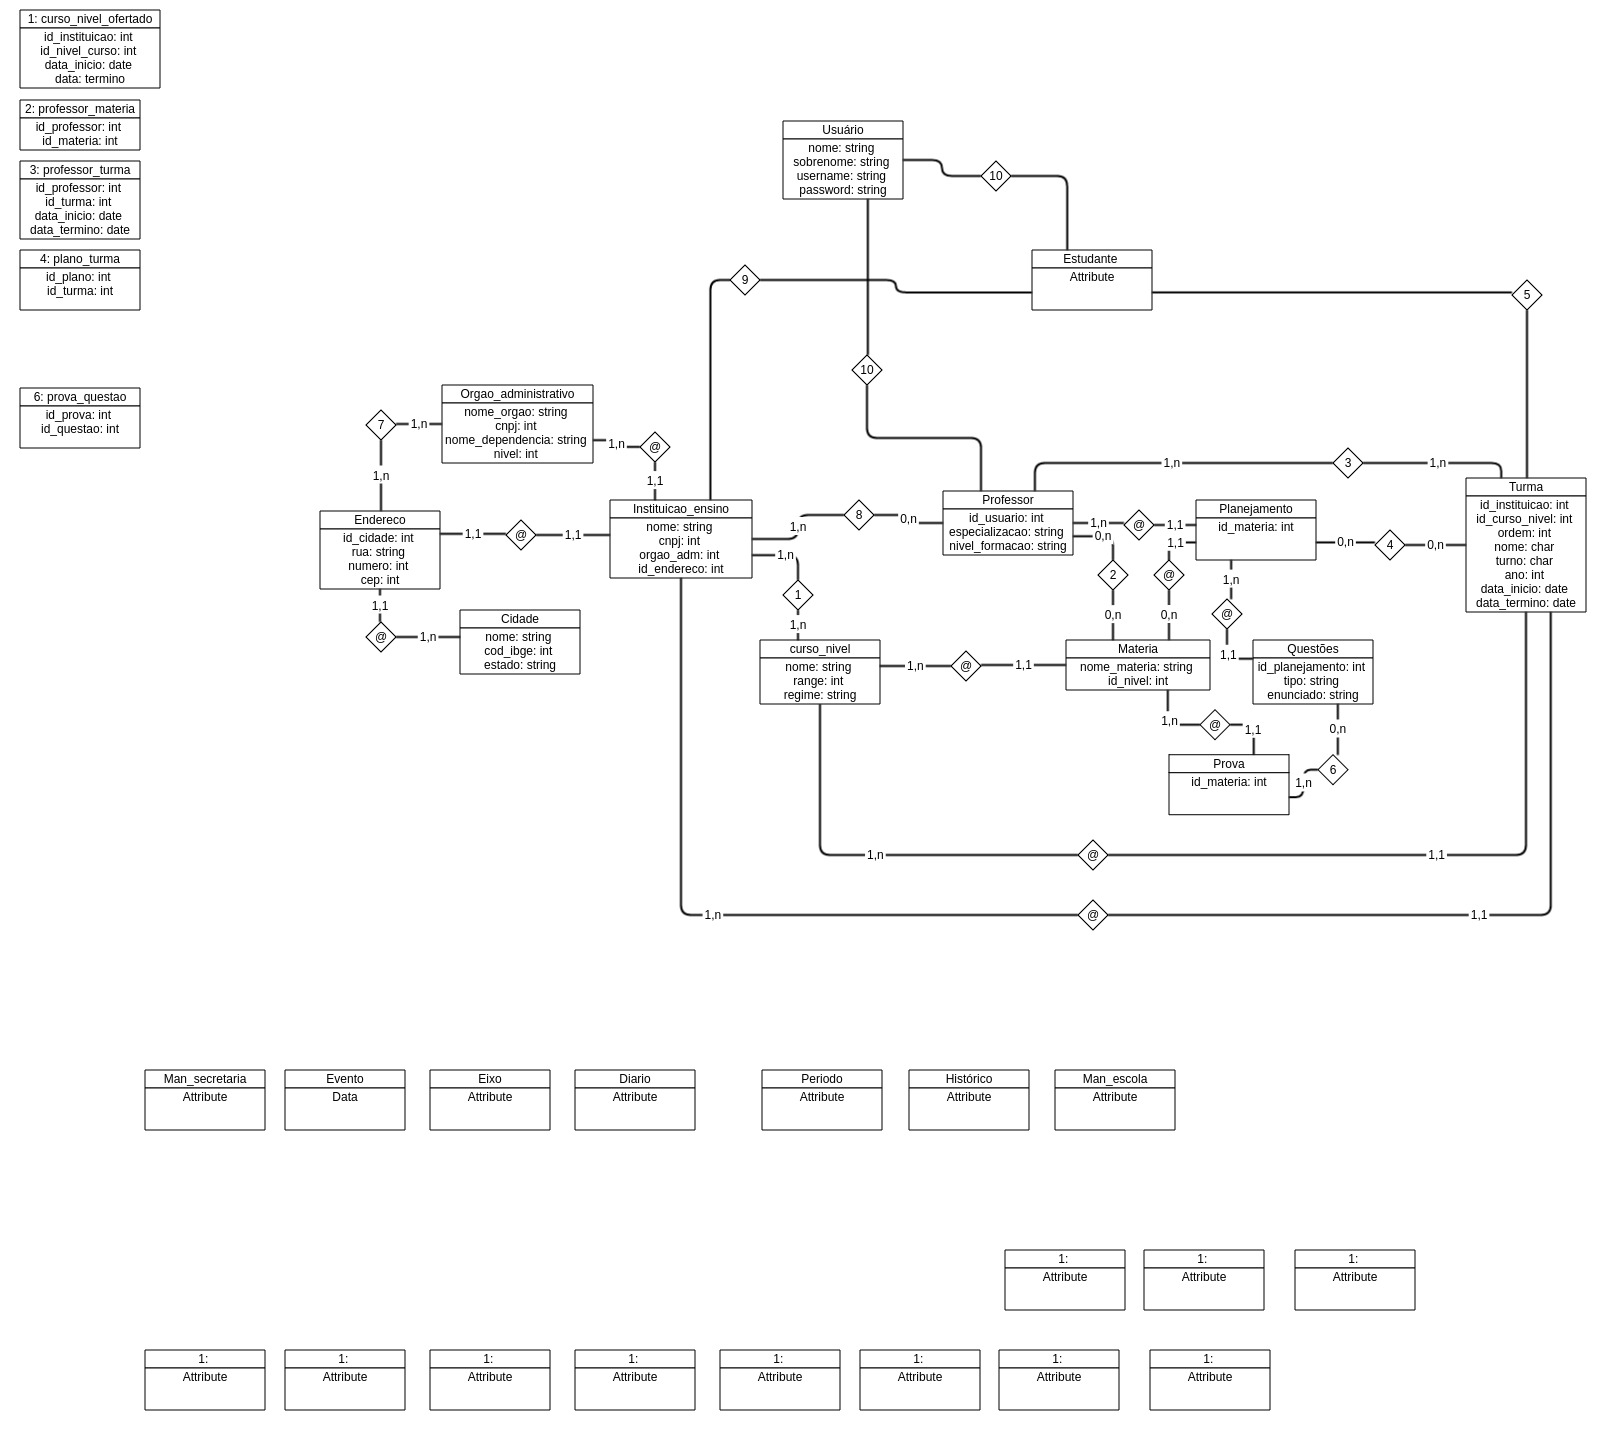 1: curso_nivel_ofertado
id_instituicao: int
id_nivel_curso: int
data_inicio: date
data: termino
2: professor_materia
id_professor: int
id_materia: int
3: professor_turma
id_professor: int
id_turma: int
data_inicio: date
data_termino: date
4: plano_turma
id_plano: int
id_turma: int
6: prova_questao
id_prova: int
id_questao: int
Usuário
nome: string
sobrenome: string
username: string
password: string
10
Estudante
Attribute
9
5
10
Orgao_administrativo
nome_orgao: string
cnpj: int
nome_dependencia: string
nivel: int
7
1,n
1,n
@
1,n
1,1
Endereco
id_cidade: int
rua: string
numero: int
cep: int
1,1
@
1,1
Instituicao_ensino
nome: string
cnpj: int
orgao_adm: int
id_endereco: int
1,1
@
1,n
Cidade
nome: string
cod_ibge: int
estado: string
1,n
8
0,n
1,n
1
1,n
Professor
id_usuario: int
especializacao: string
nivel_formacao: string
1,n
3
1,n
1,n
@
1,1
0,n
1,1
Planejamento
id_materia: int
0,n
4
0,n
Turma
id_instituicao: int
id_curso_nivel: int
ordem: int
nome: char
turno: char
ano: int
data_inicio: date
data_termino: date
2
@
1,n
0,n
0,n
@
1,1
curso_nivel
nome: string
range: int
regime: string
1,n
@
1,1
Materia
nome_materia: string
id_nivel: int
Questões
id_planejamento: int
tipo: string
enunciado: string
1,n
@
1,1
0,n
Prova
id_materia: int
1,n
6
1,n
@
1,1
1,n
@
1,1
Man_secretaria
Attribute
Evento
Data
Eixo
Attribute
Diario
Attribute
Periodo
Attribute
Histórico
Attribute
Man_escola
Attribute
1:
Attribute
1:
Attribute
1:
Attribute
1:
Attribute
1:
Attribute
1:
Attribute
1:
Attribute
1:
Attribute
1:
Attribute
1:
Attribute
1:
Attribute